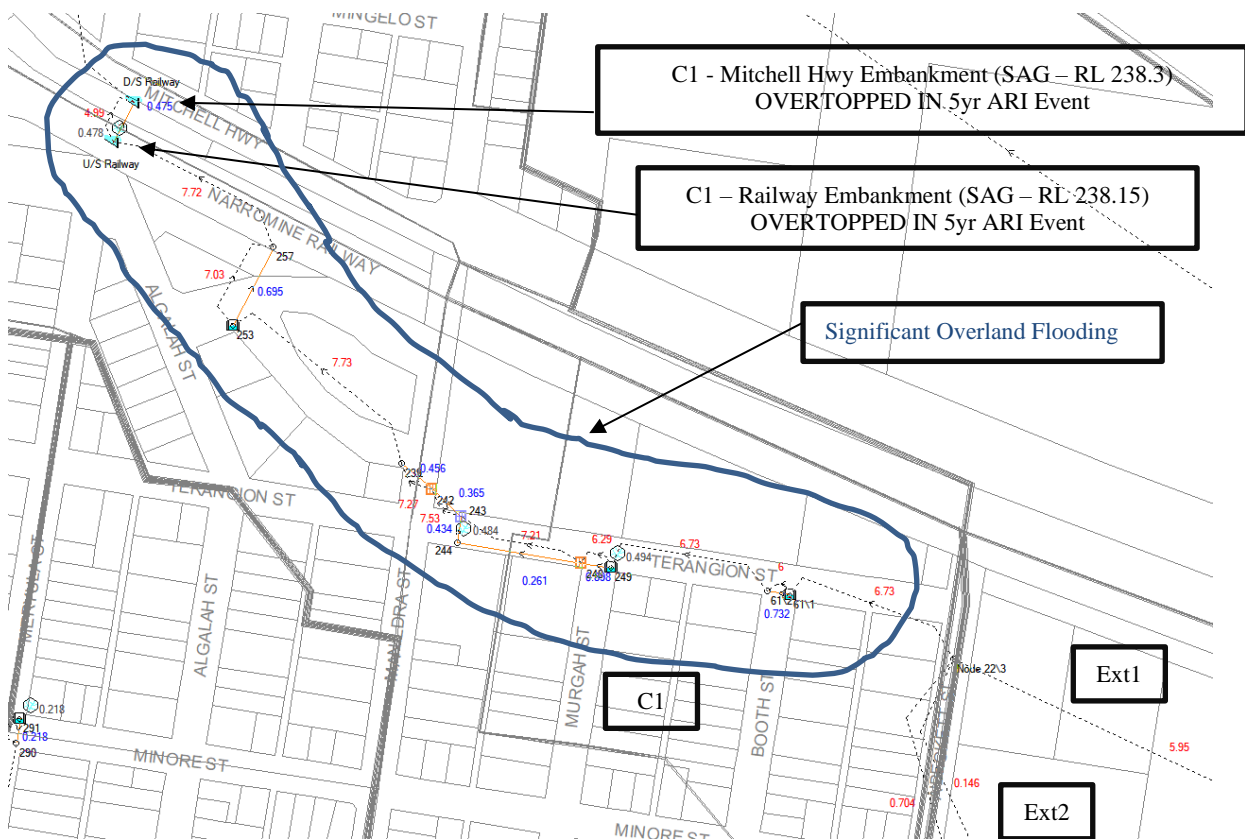 MINGELO ST
C1 - Mitchell Hwy Embankment (SAG – RL 238.3)
OVERTOPPED IN 5yr ARI Event
D/S Railway
0.475
MITCHELL HWY
4.99
0.478
U/S Railway
7.72
C1 – Railway Embankment (SAG – RL 238.15)
OVERTOPPED IN 5yr ARI Event
NARROMINE RAILWAY
257
7.03
0.695
253
ALGALAH ST
Significant Overland Flooding
7.73
239
0.456
242
0.365
243
7.27
7.53
0.434
0.484
244
TERANGION ST
7.21
6.29
0.494
6.73
249
TERANGION ST
0.261
6
6.73
61\1
0.732
MERYULA ST
ALGALAH ST
MURGAH ST
BOOTH ST
C1
Node 22\3
Ext1
5.95
0.218
291
0.218
290
MINORE ST
MINORE ST
0.704
0.146
Ext2